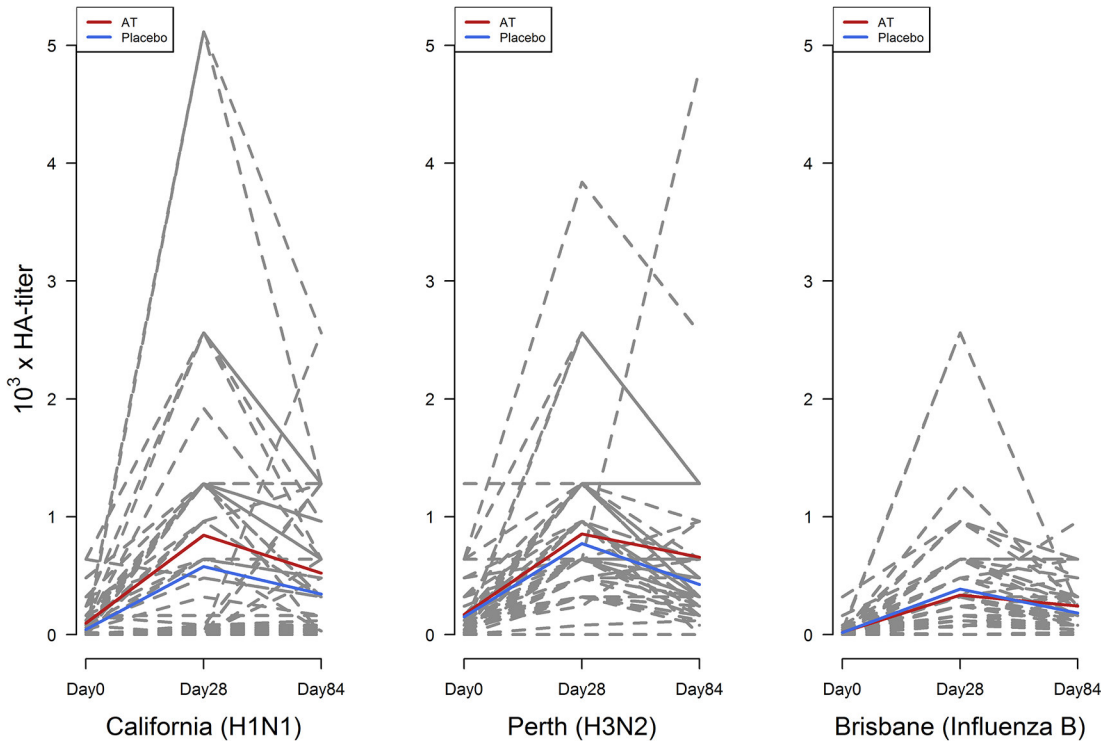 10³ x HA-titer
AT
Placebo
5
4
3
2
1
0
Day0 Day28 Day84
California (H1N1)
AT
Placebo
5
4
3
2
1
0
Day0 Day28 Day84
Perth (H3N2)
AT
Placebo
5
4
3
2
1
0
Day0 Day28 Day84
Brisbane (Influenza B)